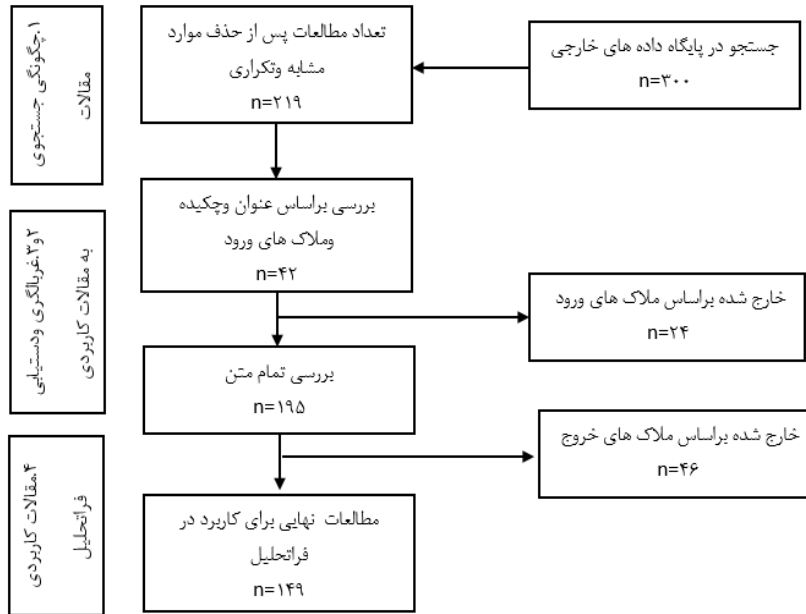 جستجو در پایگاه داده های خارجی
n=۳۰۰
تعداد مطالعات پس از حذف موارد
مشابه وتکراری
n=۲۱۹
۱.چگونگی جستجوی
مقالات
بررسی براساس عنوان وچکیده
وملاک های ورود
n=۴۲
۲و۳.غربالگری ودستیابی
به مقالات کاربردی
خارج شده براساس ملاک های ورود
n=۲۴
بررسی تمام متن
n=۱۹۵
خارج شده براساس ملاک های خروج
n=۴۶
۴.مقالات کاربردی
فراتحلیل
مطالعات نهایی برای کاربرد در
فراتحلیل
n=۱۴۹